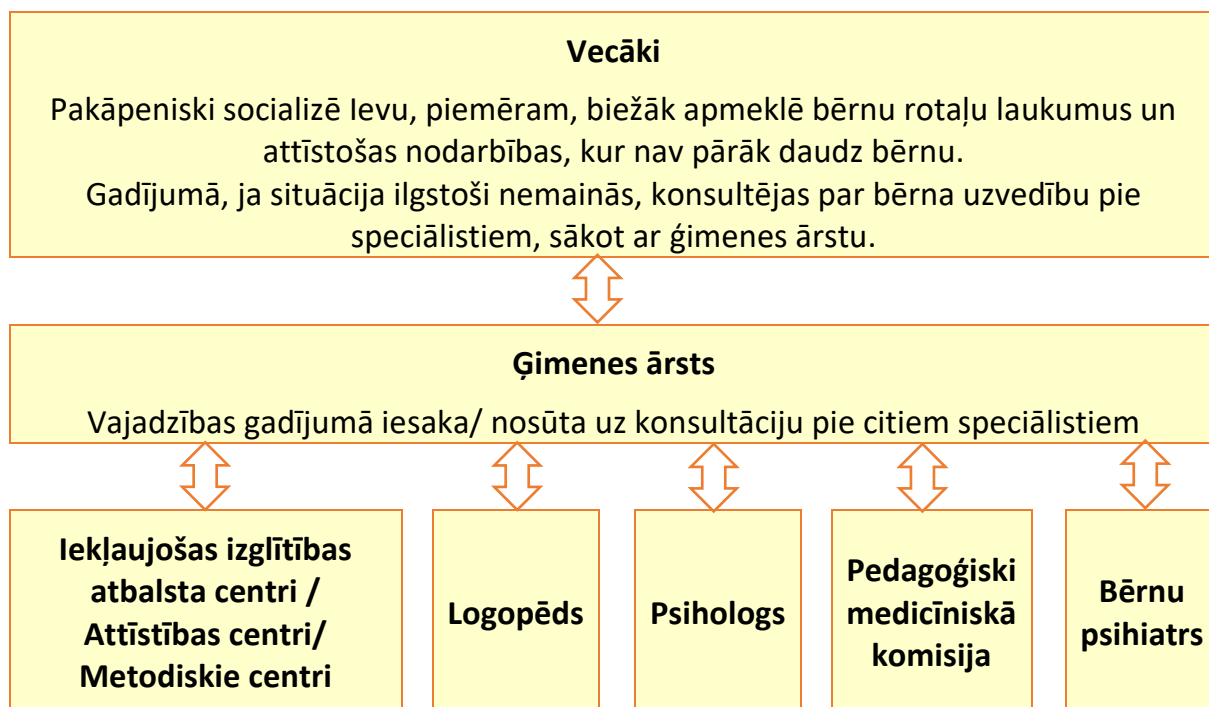 Vecāki
Pakāpeniski socializē Ievu, piemēram, biežāk apmeklē bērnu rotaļu laukumus un
attīstošas nodarbības, kur nav pārāk daudz bērnu.
Gadījumā, ja situācija ilgstoši nemainās, konsultējas par bērna uzvedību pie
speciālistiem, sākot ar ģimenes ārstu.
Ģimenes ārsts
Vajadzības gadījumā iesaka/ nosūta uz konsultāciju pie citiem speciālistiem
Iekļaujošas izglītības
atbalsta centri /
Attīstības centri/
Metodiskie centri
Logopēds
Psihologs
Pedagoģiski
medicīniskā
komisija
Bērnu
psihiatrs